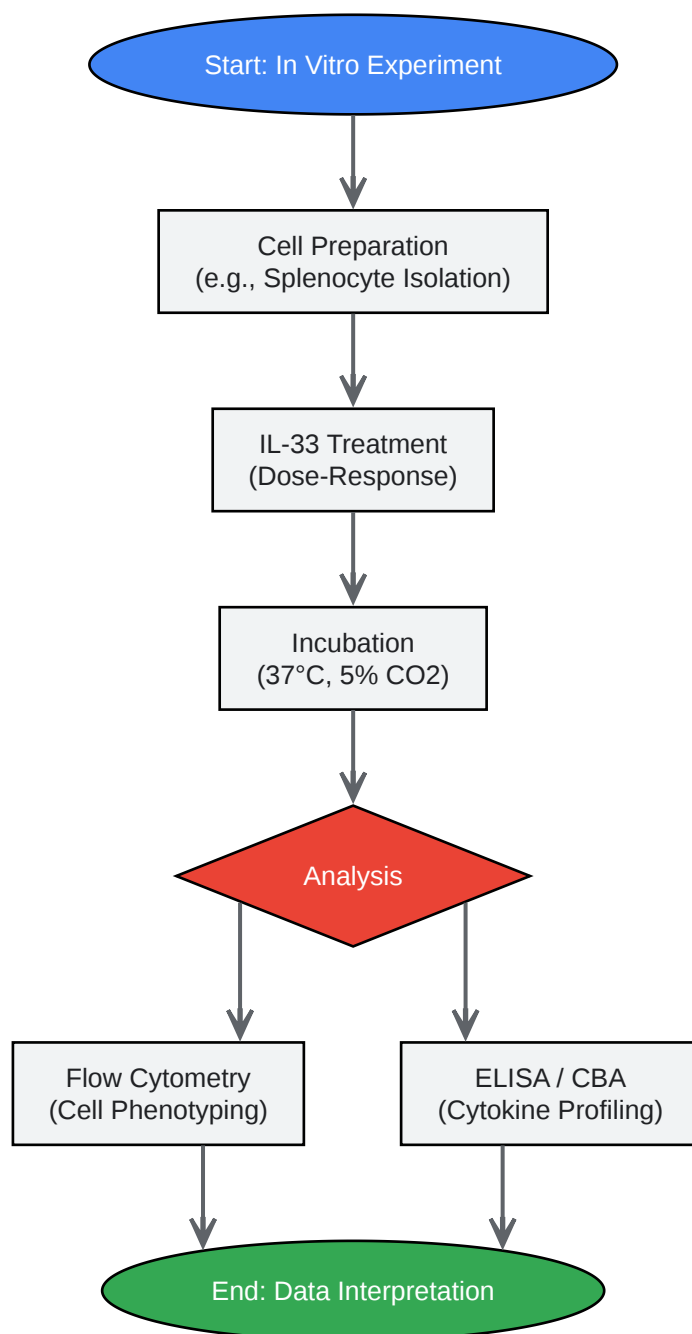 Start: In Vitro Experiment
Cell Preparation
(e.g., Splenocyte Isolation)
IL-33 Treatment
(Dose-Response)
Incubation
(37°C, 5% CO2)
Analysis
Flow Cytometry
(Cell Phenotyping)
ELISA / CBA
(Cytokine Profiling)
End: Data Interpretation